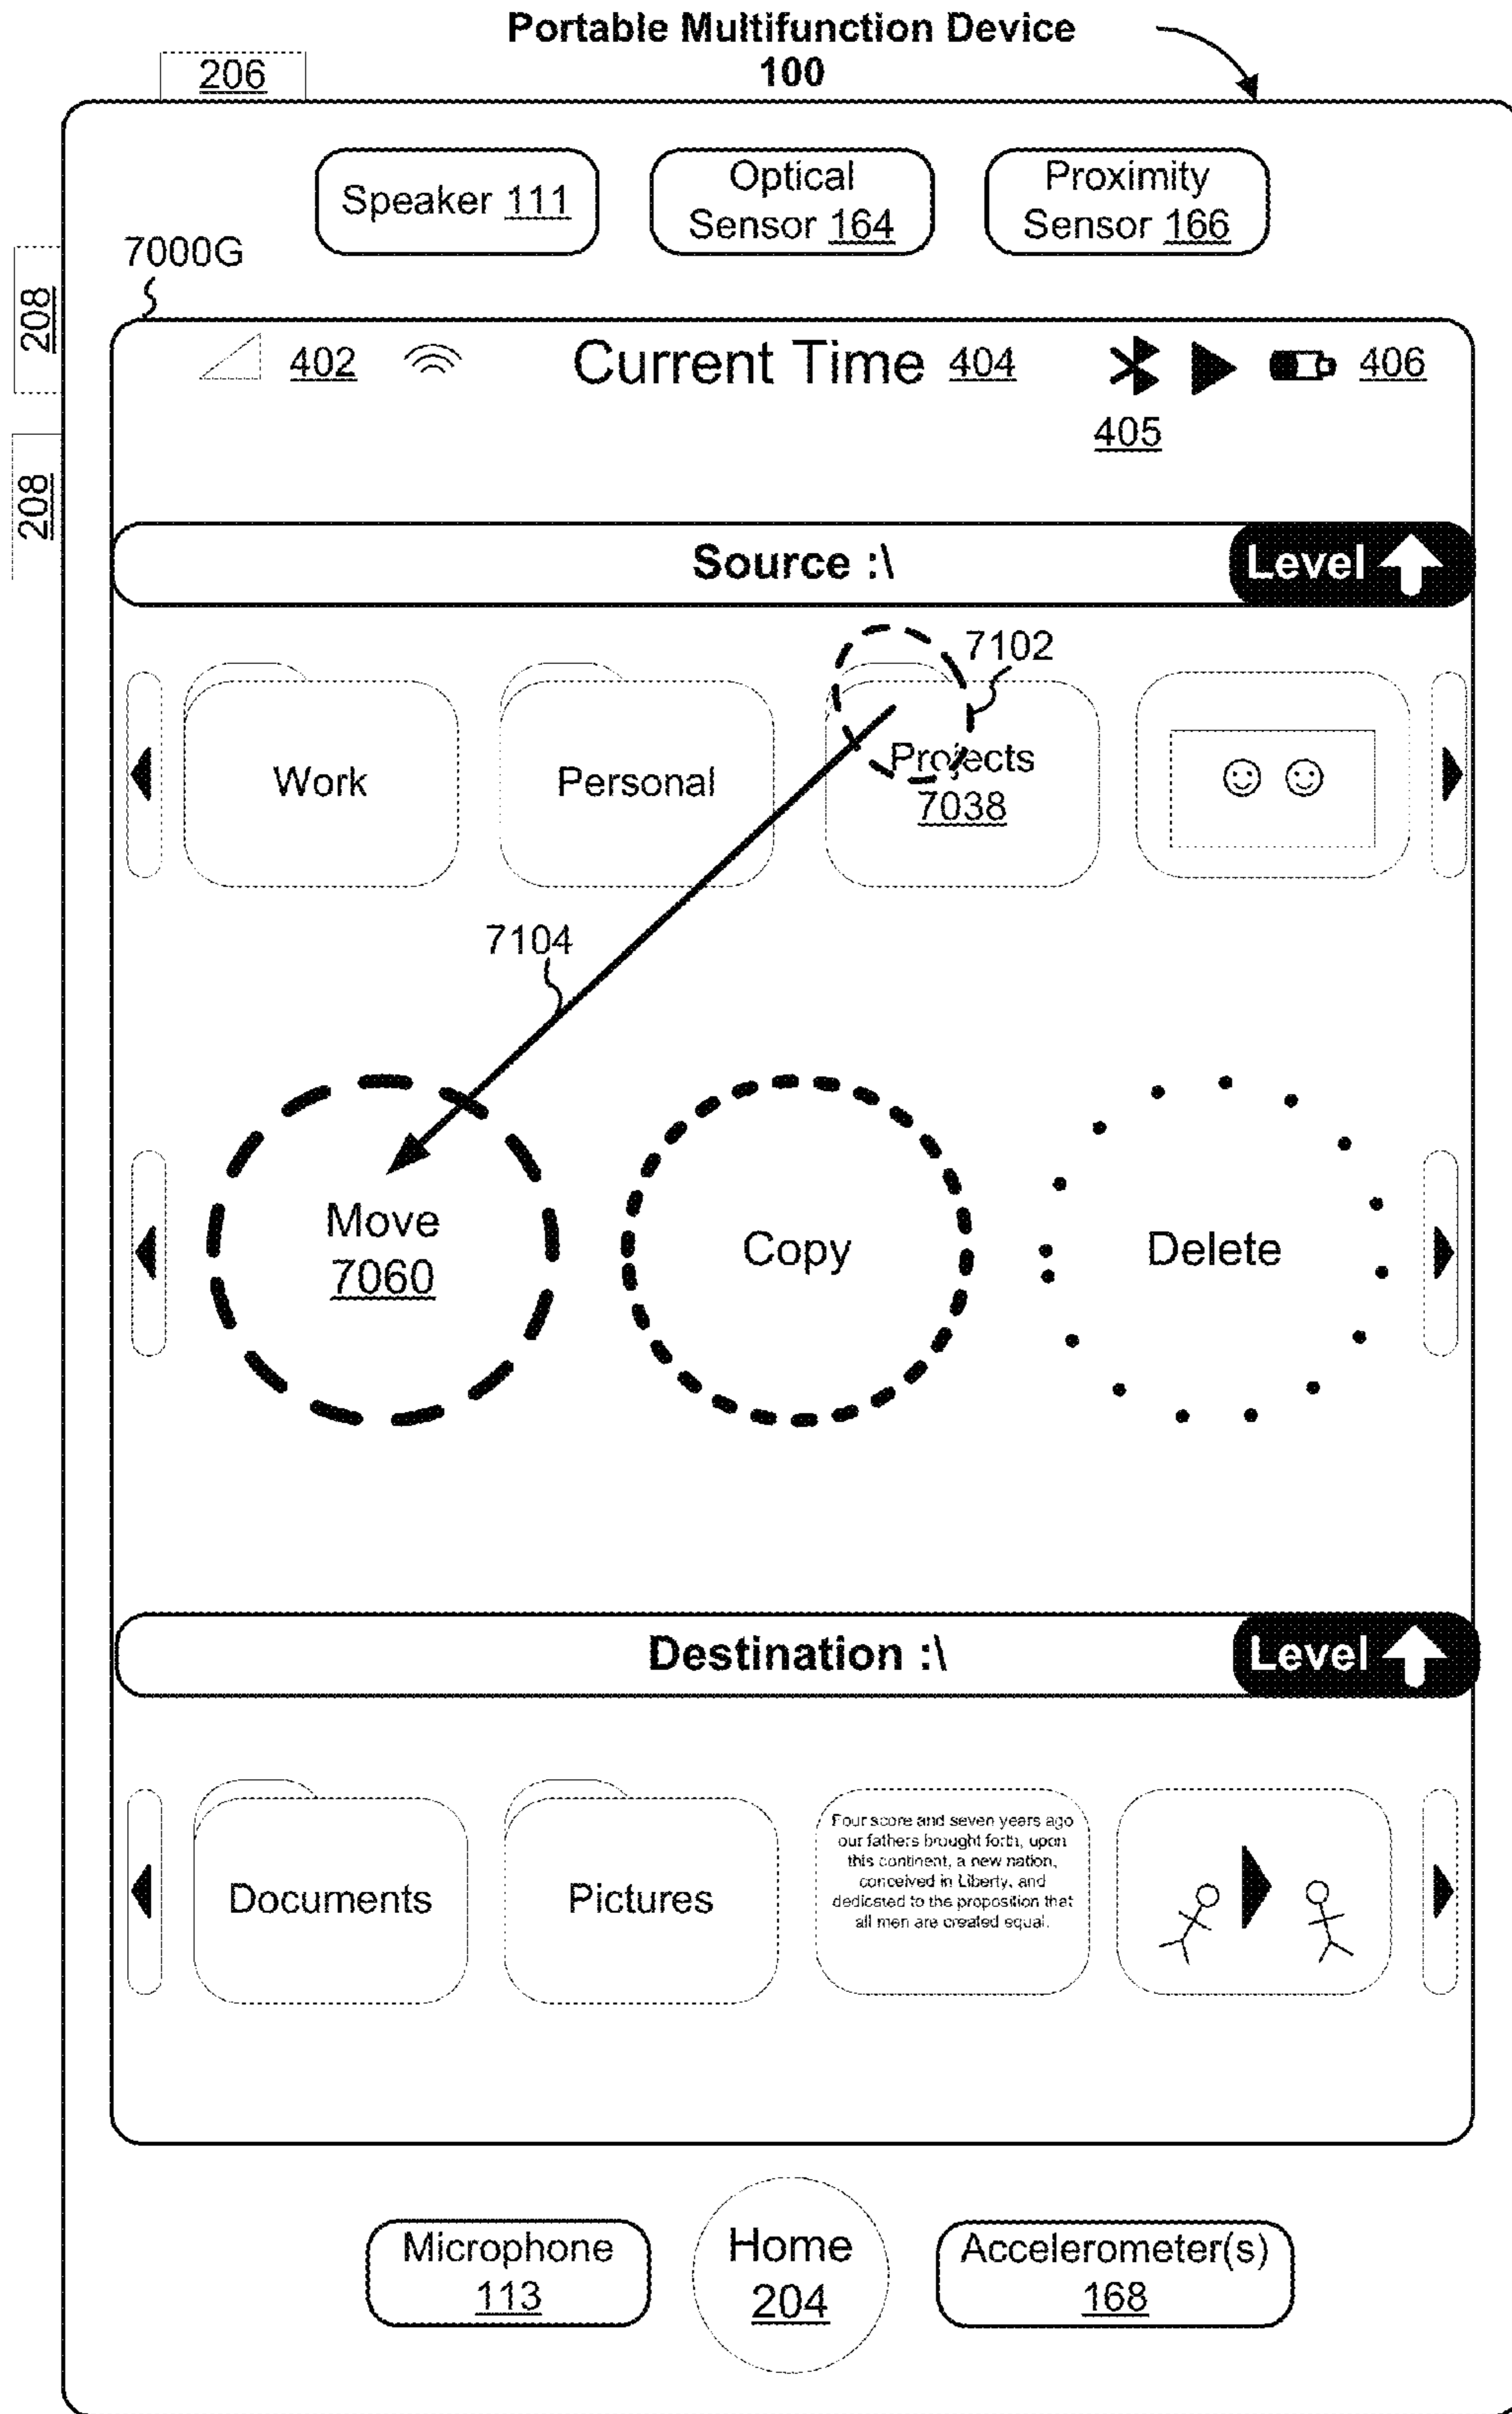 Portable Multifunction Device
100
206
Speaker 111
Optical
Sensor 164
Proximity
Sensor 166
7000G
208
402
Current Time 404
406
405
208
Source :\
Level
7102
Work
Personal
Projects
7038
7104
Move
7060
Copy
Delete
Destination :\
Level
Documents
Pictures
Four score and seven years ago
our fathers brought forth, upon
this continent, a new nation,
conceived in Liberty, and
dedicated to the proposition that
all men are created equal.
Microphone
113
Home
204
Accelerometer(s)
168